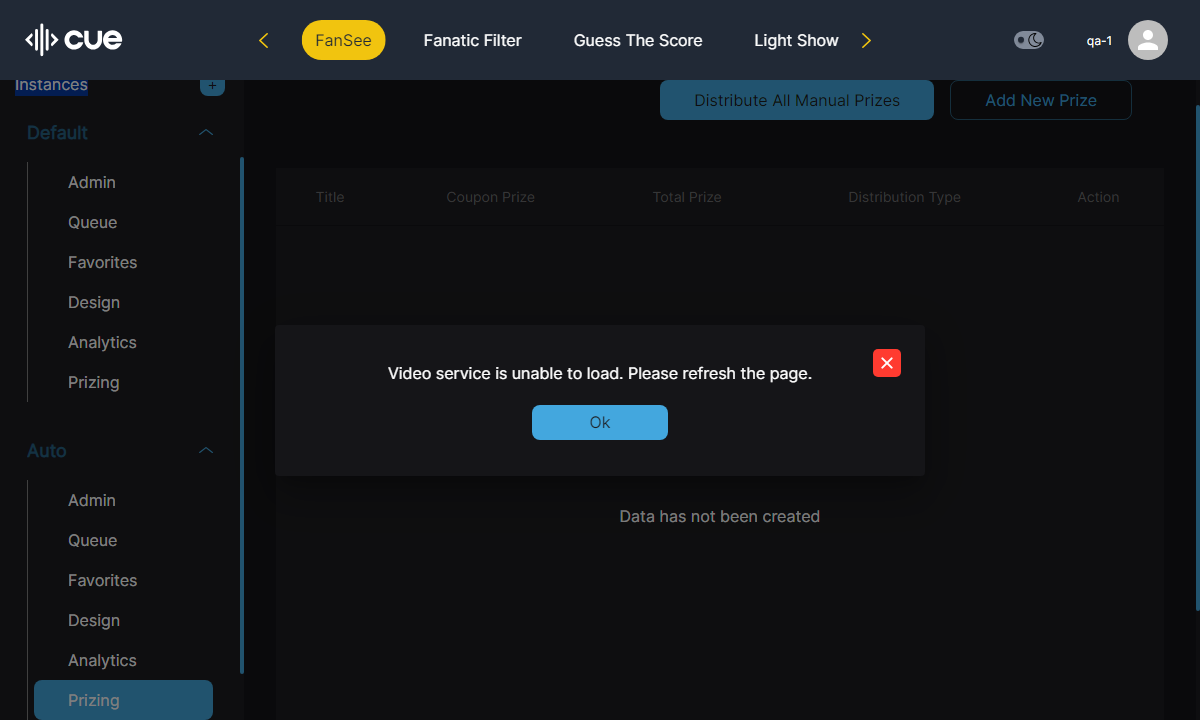 cue
FanSee
Fanatic Filter
Guess The Score
Light Show
qa-1
Instances
+
Distribute All Manual Prizes
Add New Prize
Default
Admin
Queue
Favorites
Design
Analytics
Prizing
Auto
Admin
Queue
Favorites
Design
Analytics
Prizing
Title Coupon Prize Total Prize Distribution Type Action
Video service is unable to load. Please refresh the page.
Ok
Data has not been created